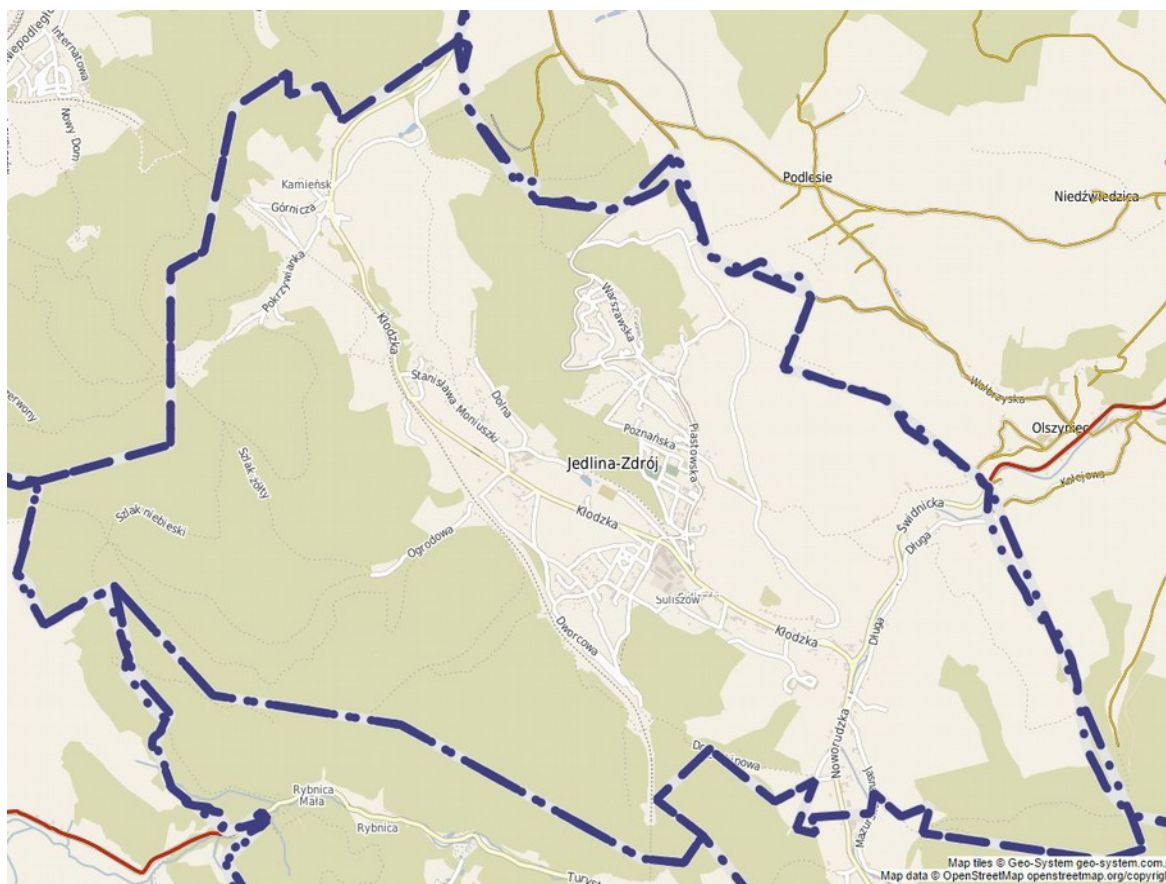 Internatowa
Nowy Dom
Kamieńsk
Górnicza
Pokrzywianka
Podlesie
Niedźwiedzica
Warszawska
Kłodzka
Stanisława Moniuszki
Dolna
Poznańska
Piastowska
Wałbrzyska
Olszyniec
Kolejowa
Jedlina-Zdrój
Szlak żółty
Szlak niebieski
Kłodzka
Świdnicka
Długa
Ogrodowa
Suliszów
Kłodzka
Długa
Dworcowa
Noworudzka
Rybnica
Mała
Rybnica
Map tiles © Geo-System geo-system.com.
Map data © OpenStreetMap openstreetmap.org/copyrig